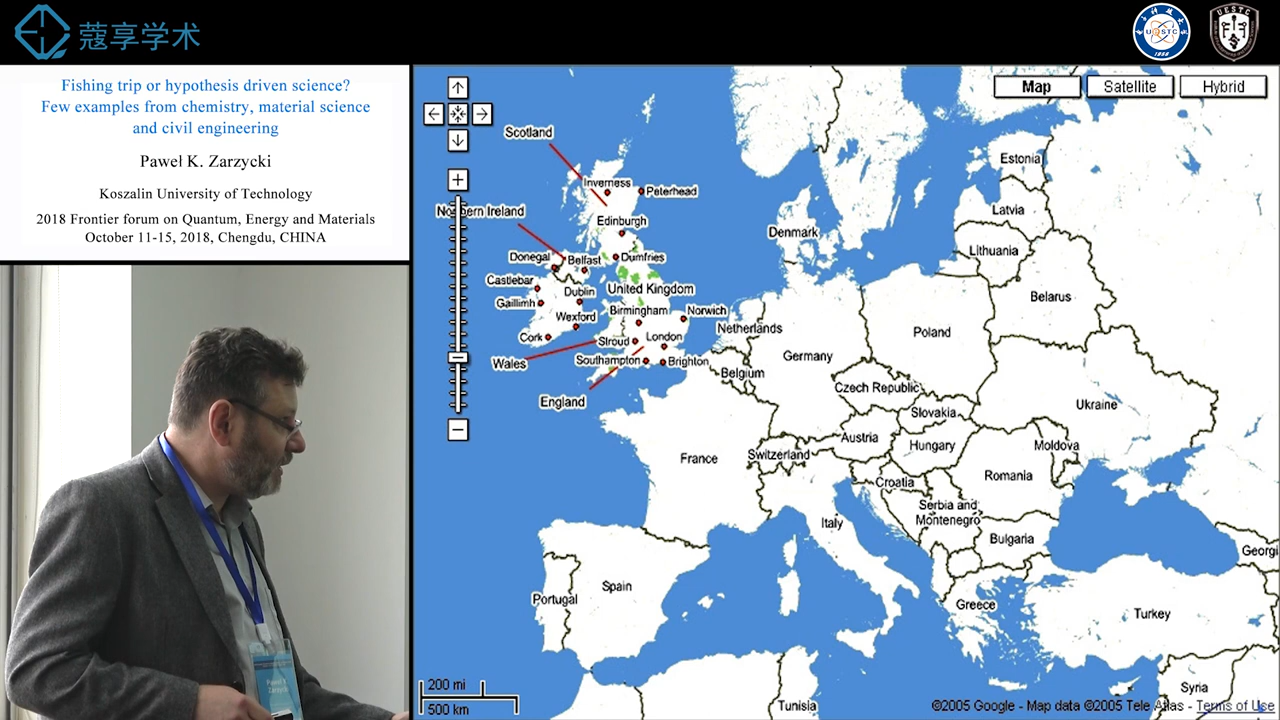 蔻享学术
UESTC
1956
UESTC
Fishing trip or hypothesis driven science?
Few examples from chemistry, material science
and civil engineering
Paweł K. Zarzycki
Koszalin University of Technology
2018 Frontier forum on Quantum, Energy and Materials
October 11-15, 2018, Chengdu, CHINA
Paweł K.
Zarzycki
Map
Satellite
Hybrid
Scotland
Inverness
Peterhead
Northern Ireland
Edinburgh
Donegal
Belfast
Dumfries
Castlebar
Dublin
United Kingdom
Gaillimh
Birmingham
Norwich
Wexford
Cork
Stroud
London
Wales
Southampton
Brighton
England
Estonia
Latvia
Denmark
Lithuania
Belarus
Netherlands
Poland
Germany
Belgium
Czech Republic
Ukraine
Slovakia
Austria
Hungary
Moldova
France
Switzerland
Romania
Croatia
Serbia and
Montenegro
Italy
Bulgaria
Georgi
Spain
Portugal
Greece
Turkey
Syria
Tunisia
200 mi
500 km
©2005 Google - Map data ©2005 Tele Atlas - Terms of Use